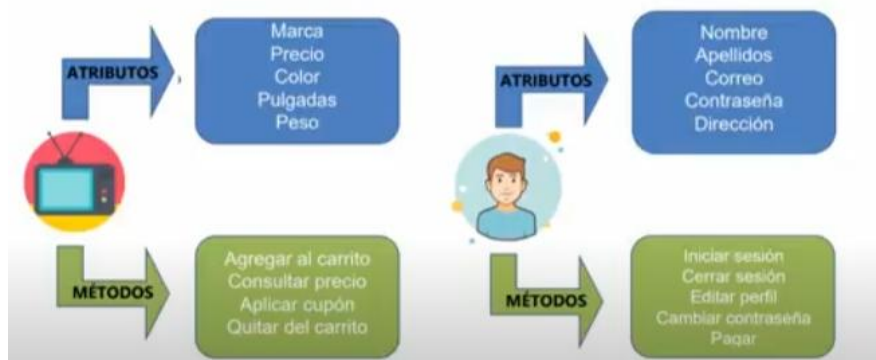 ATRIBUTOS
Marca
Precio
Color
Pulgadas
Peso
MÉTODOS
Agregar al carrito
Consultar precio
Aplicar cupón
Quitar del carrito
ATRIBUTOS
Nombre
Apellidos
Correo
Contraseña
Dirección
MÉTODOS
Iniciar sesión
Cerrar sesión
Editar perfil
Cambiar contraseña
Pagar